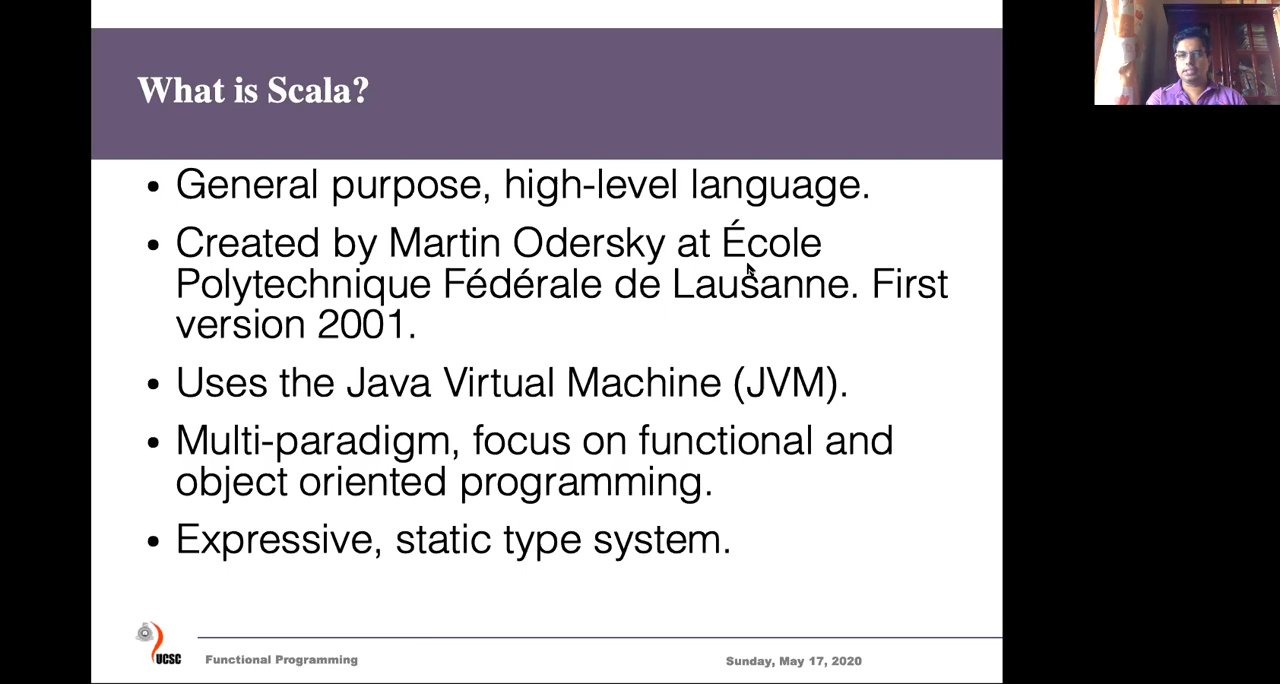 What is Scala?
• General purpose, high-level language.
• Created by Martin Odersky at École
Polytechnique Fédérale de Lausanne. First
version 2001.
• Uses the Java Virtual Machine (JVM).
• Multi-paradigm, focus on functional and
object oriented programming.
• Expressive, static type system.
UCSC
Functional Programming
Sunday, May 17, 2020